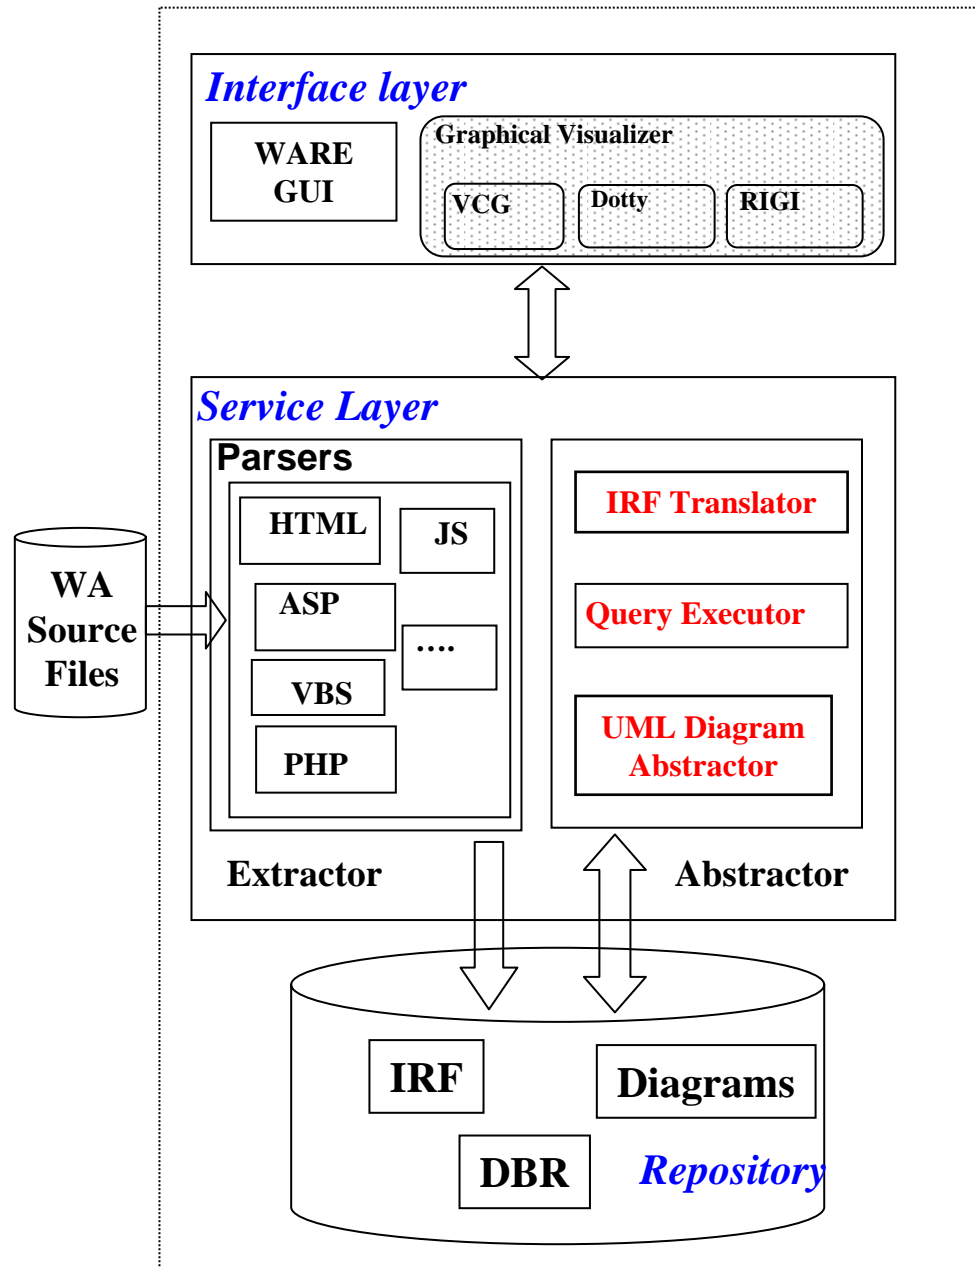 Interface layer
WARE
GUI
Graphical Visualizer
VCG
Dotty
RIGI
Service Layer
Parsers
HTML
JS
ASP
....
VBS
PHP
IRF Translator
Query Executor
UML Diagram
Abstractor
WA
Source
Files
Extractor
Abstractor
IRF
Diagrams
DBR
Repository